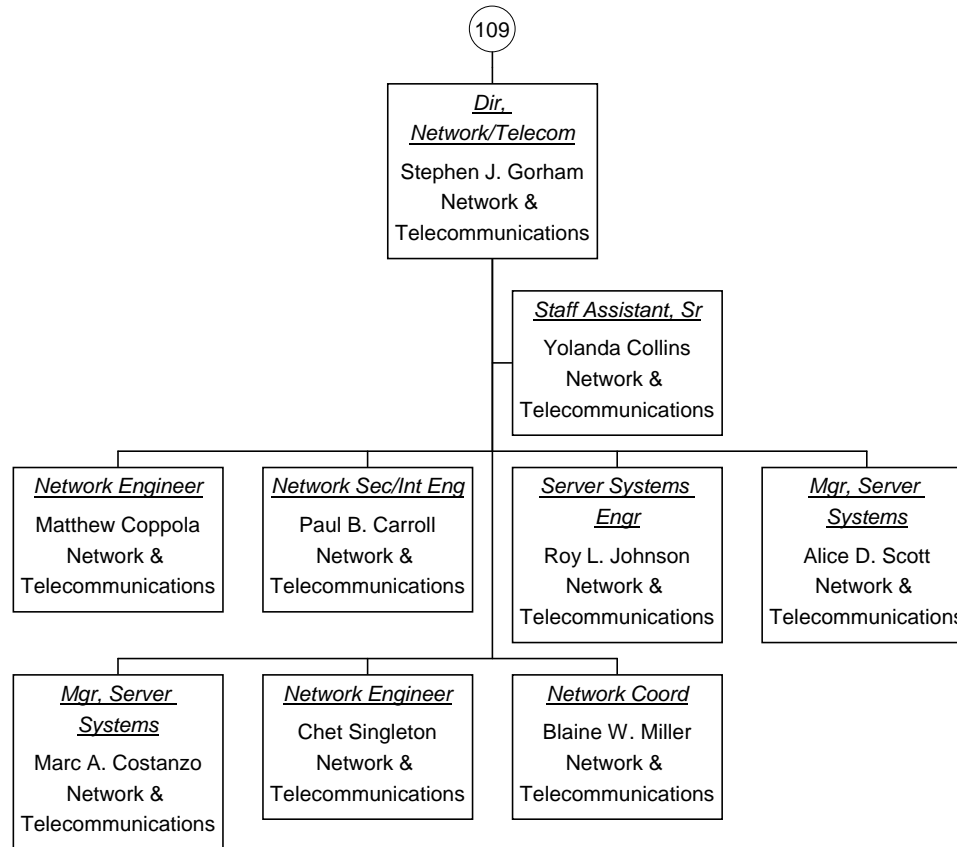 109
Dir,
Network/Telecom
Stephen J. Gorham
Network &
Telecommunications
Staff Assistant, Sr
Yolanda Collins
Network &
Telecommunications
Network Engineer
Matthew Coppola
Network &
Telecommunications
Network Sec/Int Eng
Paul B. Carroll
Network &
Telecommunications
Server Systems
Engr
Roy L. Johnson
Network &
Telecommunications
Mgr, Server
Systems
Alice D. Scott
Network &
Telecommunications
Mgr, Server
Systems
Marc A. Costanzo
Network &
Telecommunications
Network Engineer
Chet Singleton
Network &
Telecommunications
Network Coord
Blaine W. Miller
Network &
Telecommunications